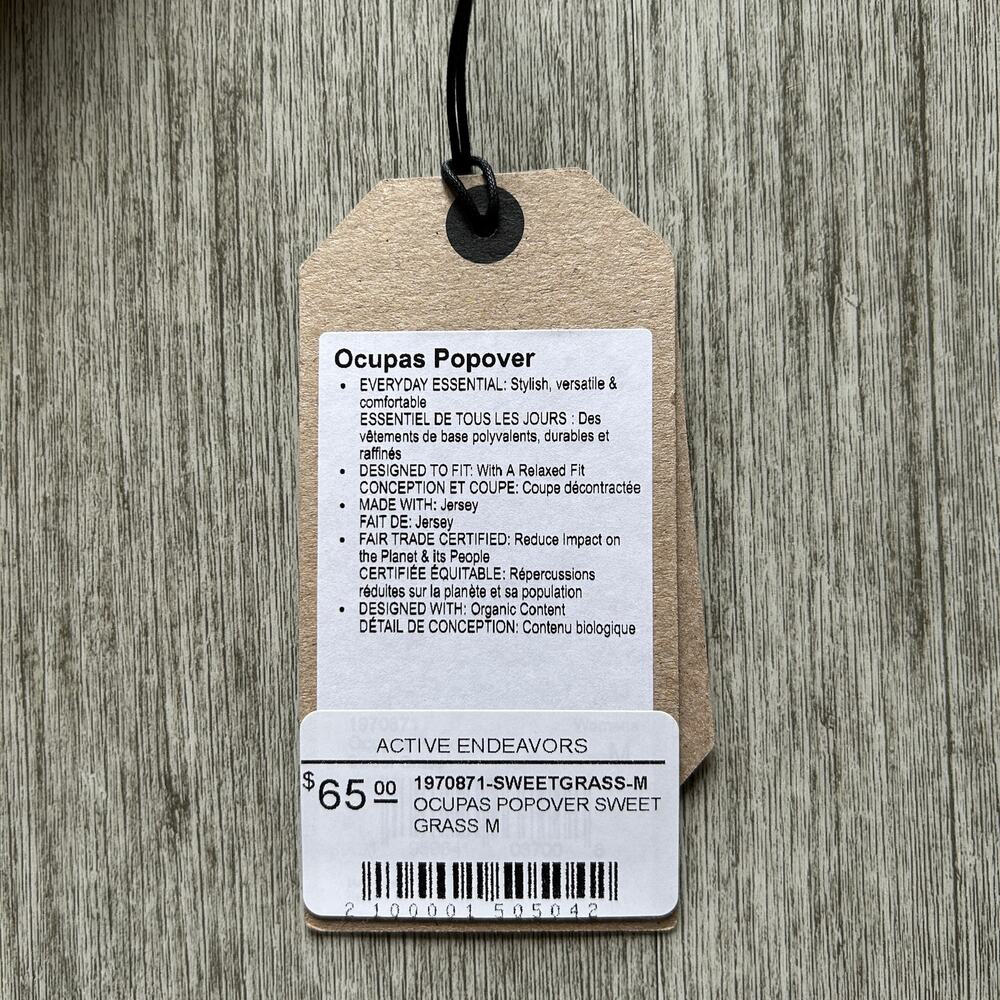 Ocupas Popover
• EVERYDAY ESSENTIAL: Stylish, versatile &
comfortable
ESSENTIEL DE TOUS LES JOURS : Des
vêtements de base polyvalents, durables et
raffinés
• DESIGNED TO FIT: With A Relaxed Fit
CONCEPTION ET COUPE: Coupe décontractée
• MADE WITH: Jersey
FAIT DE: Jersey
• FAIR TRADE CERTIFIED: Reduce Impact on
the Planet & its People
CERTIFIÉE ÉQUITABLE: Répercussions
réduites sur la planète et sa population
• DESIGNED WITH: Organic Content
DÉTAIL DE CONCEPTION: Contenu biologique
1970871 Womens
ACTIVE ENDEAVORS
$65.00 1970871-SWEETGRASS-M
OCUPAS POPOVER SWEET
GRASS M
2 100001 505042